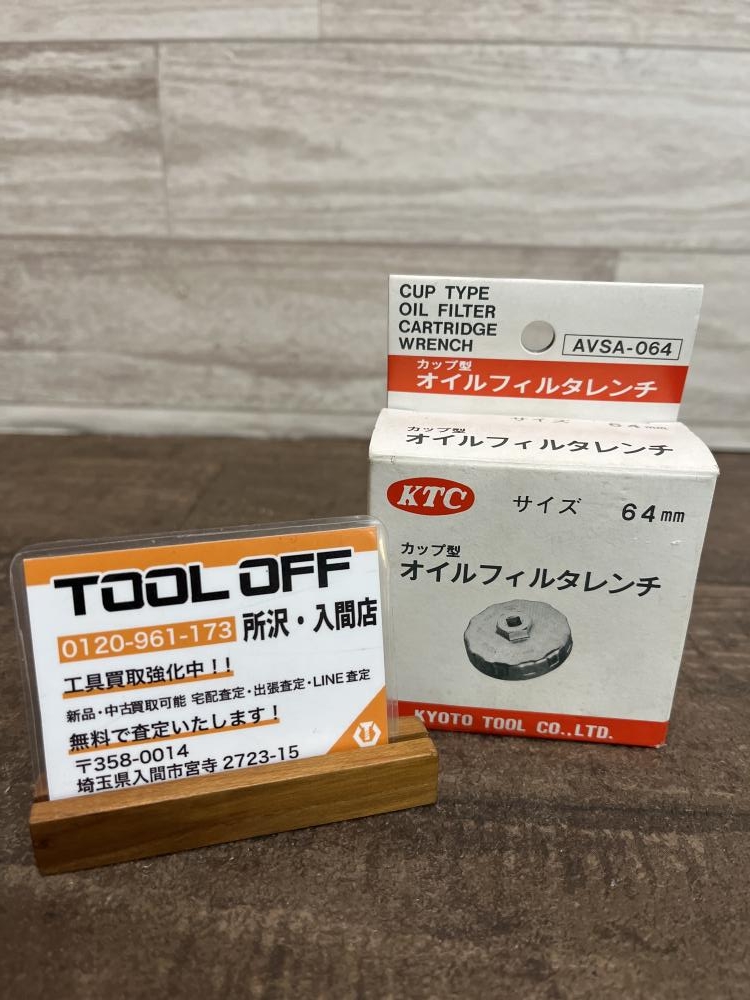 CUP TYPE
OIL FILTER
CARTRIDGE
WRENCH
AVSA-064
カップ型
オイルフィルタレンチ
サイズ 64mm
カップ型
オイルフィルタレンチ
KTC サイズ 64mm
カップ型
オイルフィルタレンチ
KYOTO TOOL CO.,LTD.
TOOL OFF
0120-961-173 所沢・入間店
工具買取強化中！！
新品・中古買取可能 宅配査定・出張査定・LINE査定
無料で査定いたします！
〒358-0014
埼玉県入間市宮寺 2723-15